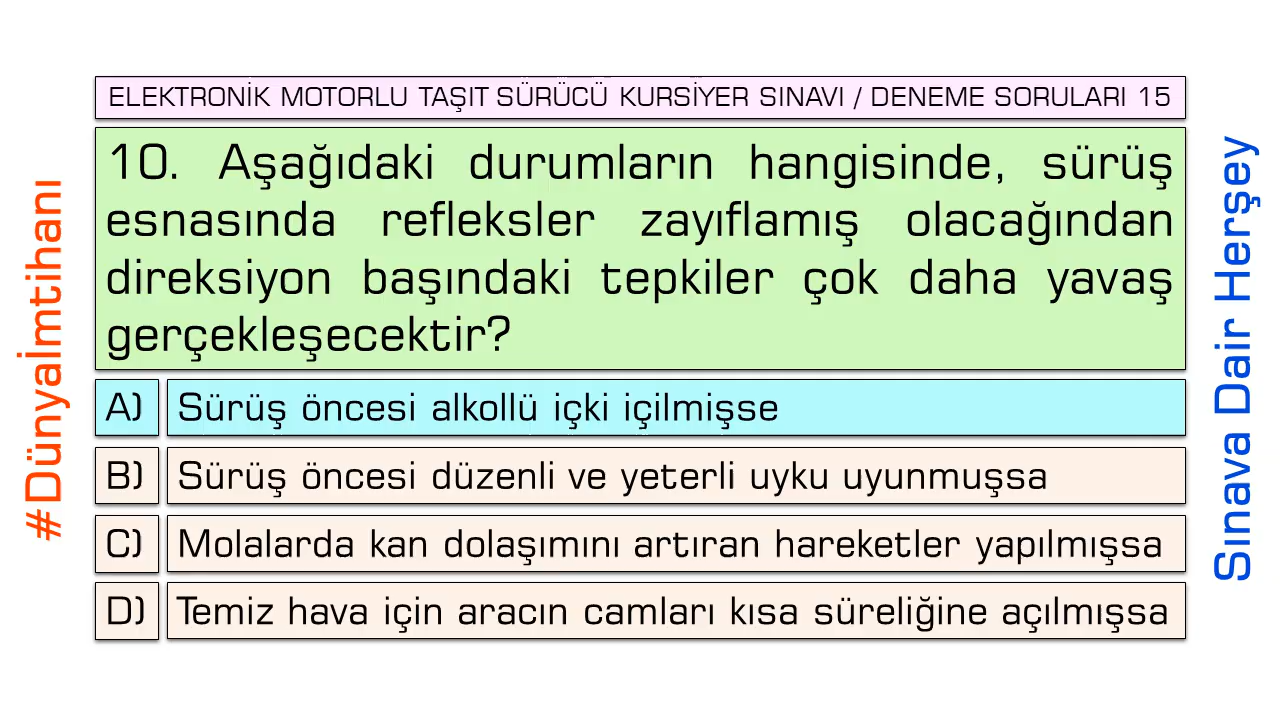 ELEKTRONİK MOTORLU TAŞIT SÜRÜCÜ KURSİYER SINAVI / DENEME SORULARI 15
10. Aşağıdaki durumların hangisinde, sürüş
esnasında refleksler zayıflamış olacağından
direksiyon başındaki tepkiler çok daha yavaş
gerçekleşecektir?
A) Sürüş öncesi alkollü içki içilmişse
B) Sürüş öncesi düzenli ve yeterli uyku uyunmuşsa
C) Molalarda kan dolaşımını artıran hareketler yapılmışsa
D) Temiz hava için aracın camları kısa süreliğine açılmışsa
#Dünyaİmtihanı
Sınava Dair Herşey